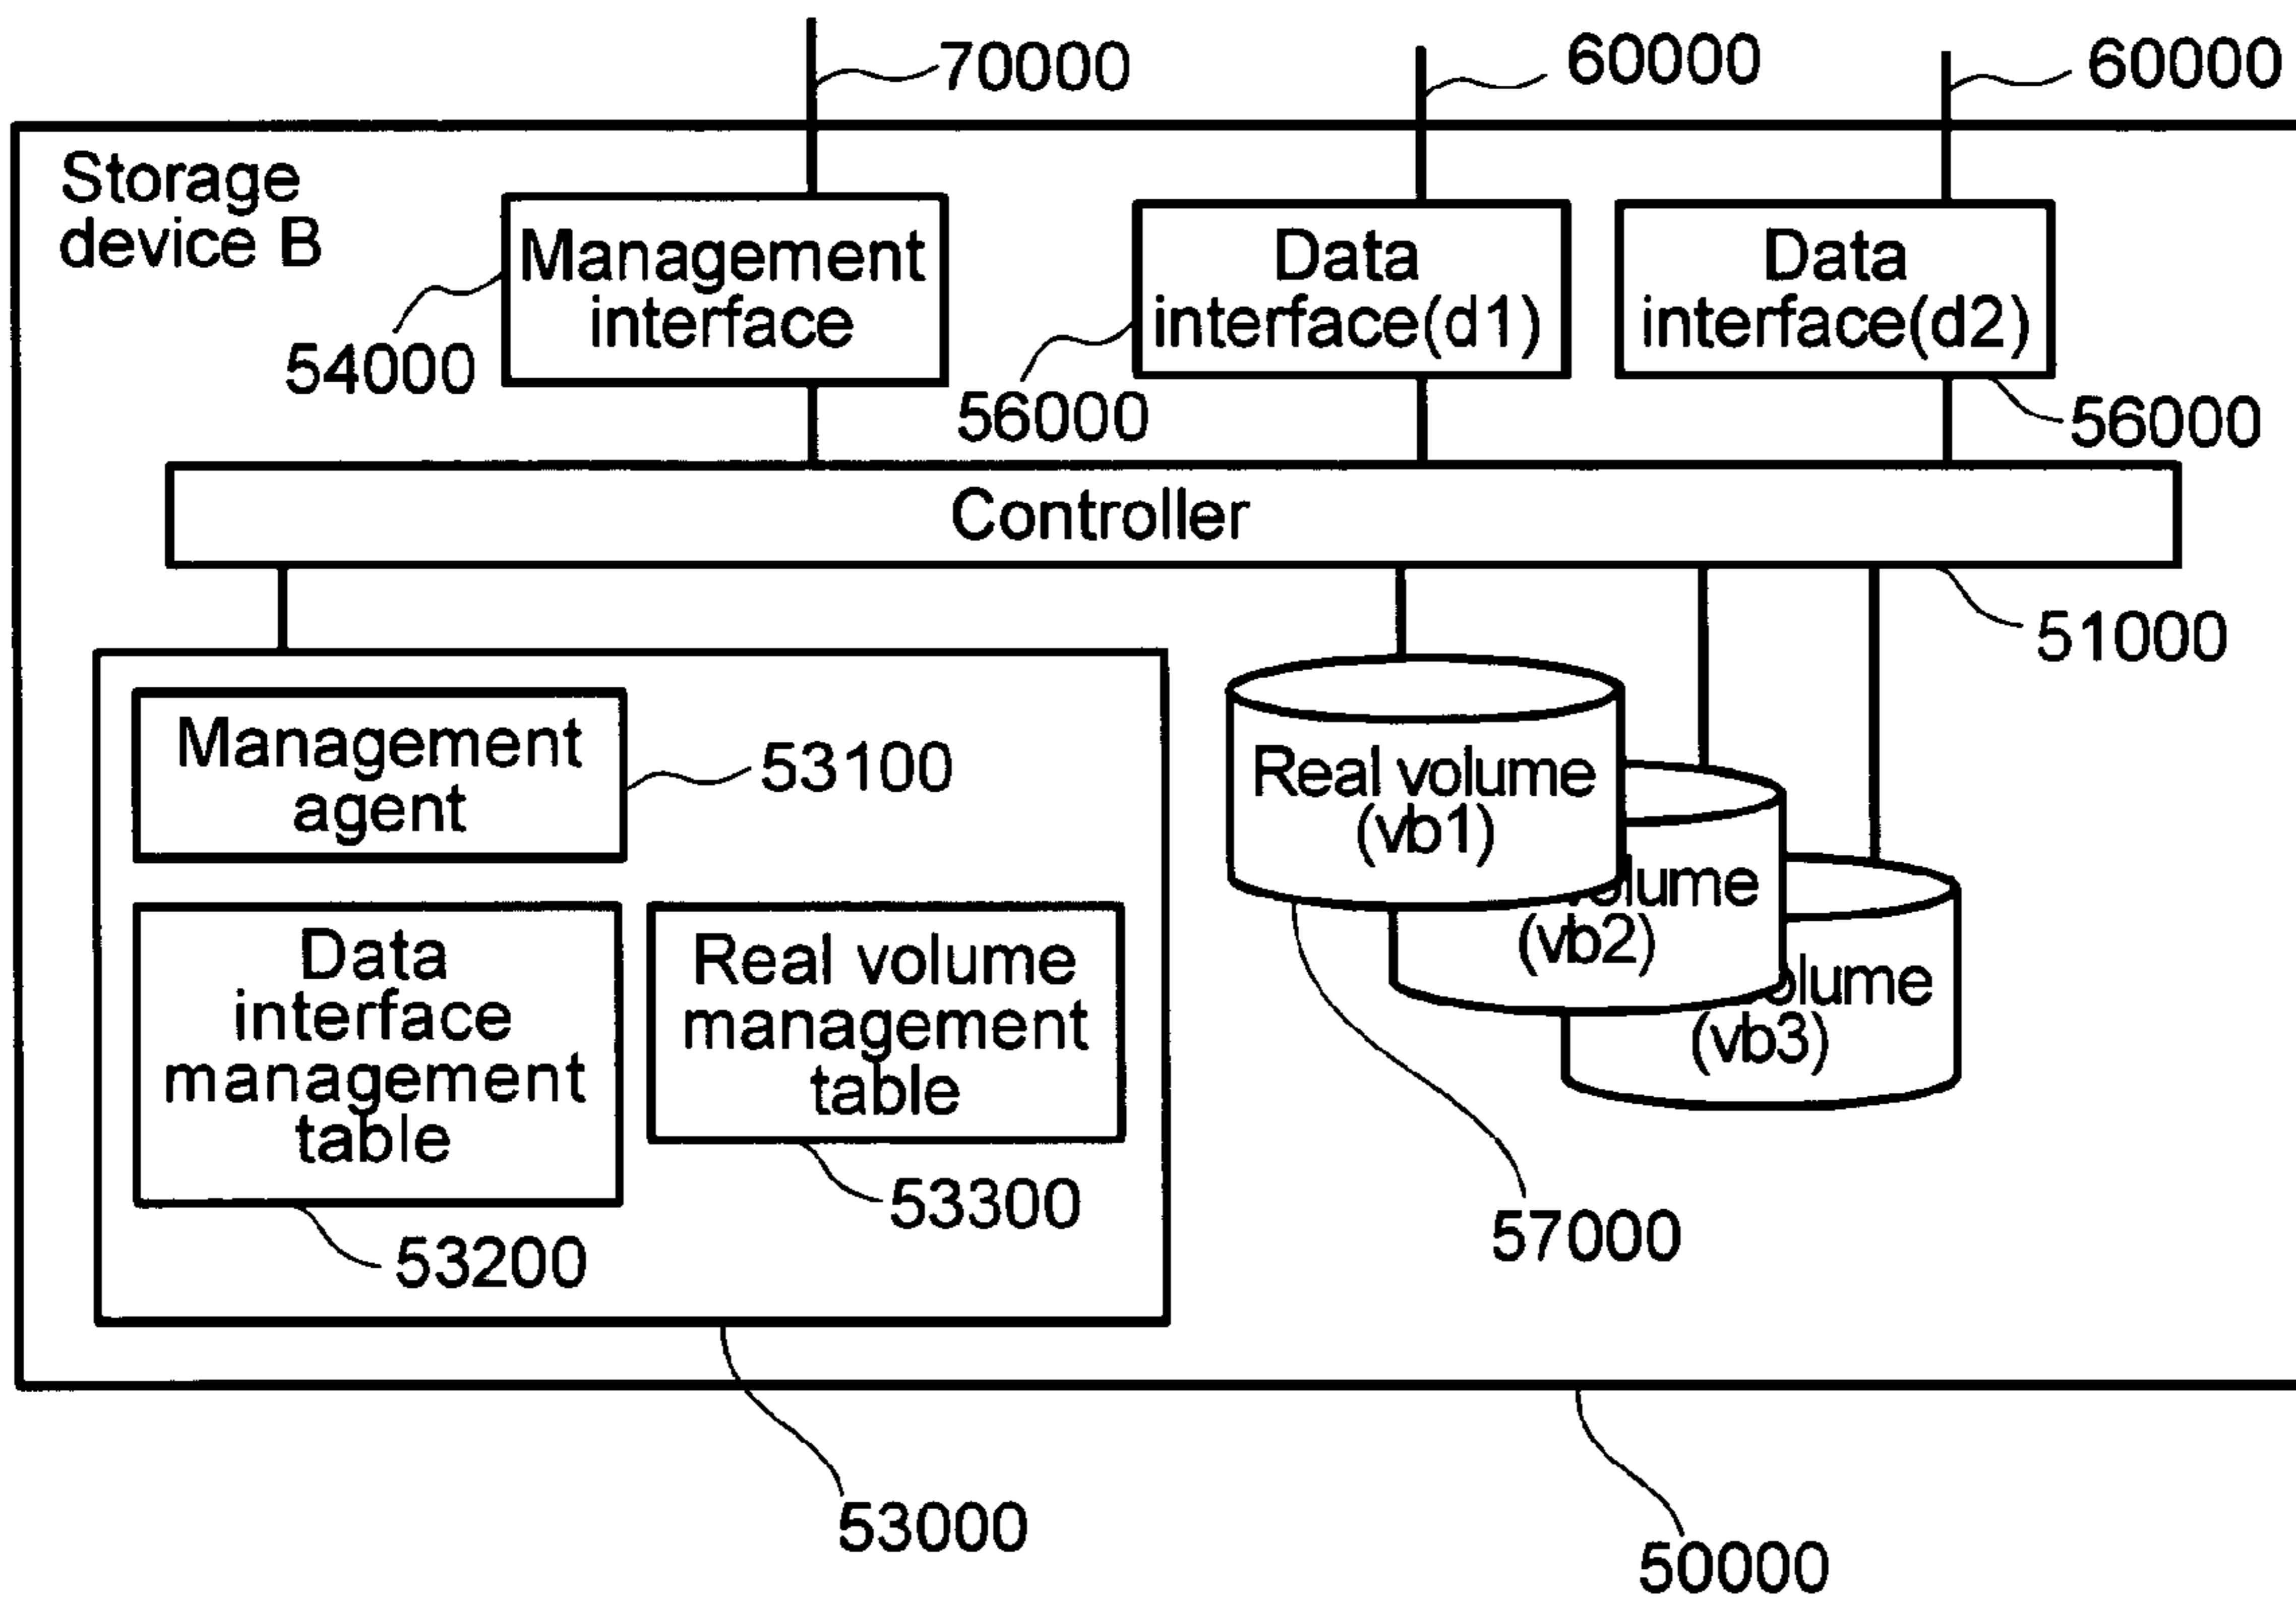 70000
60000
60000
Storage
device B
Management
interface
Data
interface(d1)
Data
interface(d2)
54000
56000
56000
Controller
51000
Management
agent
53100
Real volume
(vb1)
volume
(vb2)
volume
(vb3)
Data
interface
management
table
Real volume
management
table
53300
53200
57000
53000
50000